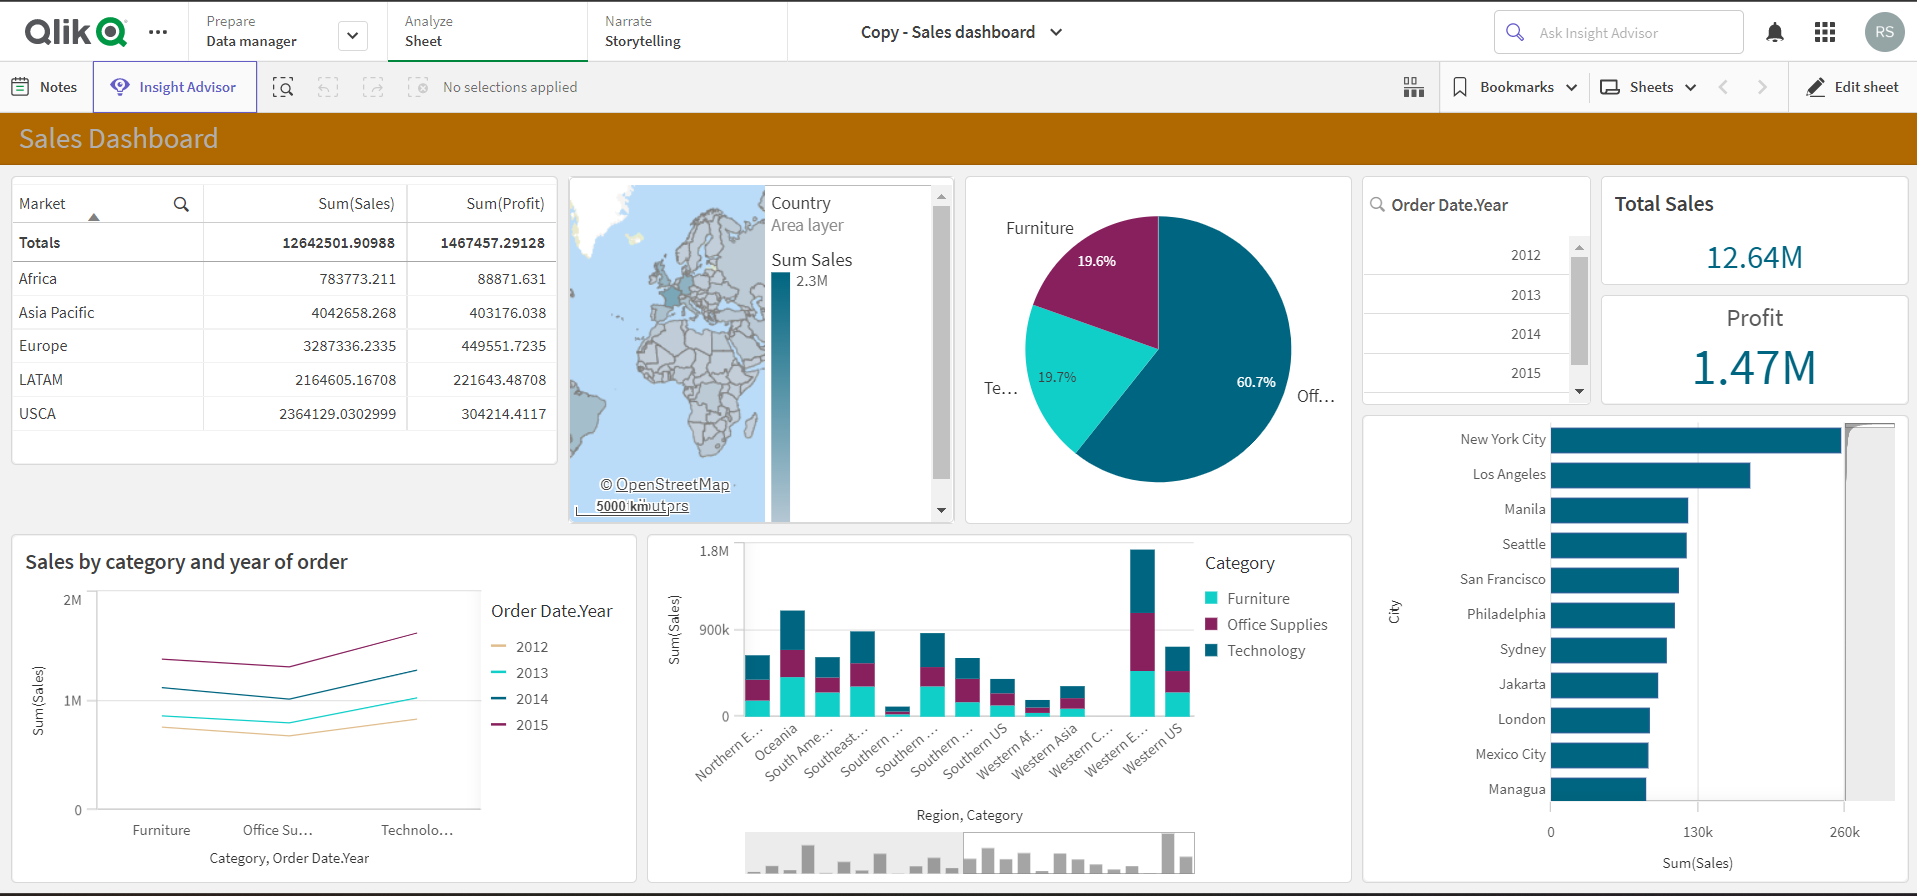 Qlik
Prepare
Data manager
Analyze
Sheet
Narrate
Storytelling
Copy - Sales dashboard
Ask Insight Advisor
RS
Notes
Insight Advisor
No selections applied
Bookmarks
Sheets
Edit sheet
Sales Dashboard
Market Sum(Sales) Sum(Profit)
Totals 12642501.90988 1467457.29128
Africa 783773.211 88871.631
Asia Pacific 4042658.268 403176.038
Europe 3287336.2335 449551.7235
LATAM 2164605.16708 221643.48708
USCA 2364129.0302999 304214.4117
Country
Area layer
Sum Sales
2.3M
© OpenStreetMap
5000 km
Furniture
19.6%
19.7%
Te...
60.7%
Off...
Order Date.Year
2012
2013
2014
2015
Total Sales
12.64M
Profit
1.47M
Sales by category and year of order
2M
1M
0
Sum(Sales)
Furniture
Office Su...
Technolo...
Category, Order Date.Year
Order Date.Year
2012
2013
2014
2015
1.8M
900k
0
Sum(Sales)
Northern E...
Oceania
South Ame...
Southeast...
Southern ...
Southern ...
Southern ...
Southern US
Western Af...
Western Asia
Western C...
Western E...
Western US
Region, Category
Category
Furniture
Office Supplies
Technology
City
New York City
Los Angeles
Manila
Seattle
San Francisco
Philadelphia
Sydney
Jakarta
London
Mexico City
Managua
0 130k 260k
Sum(Sales)